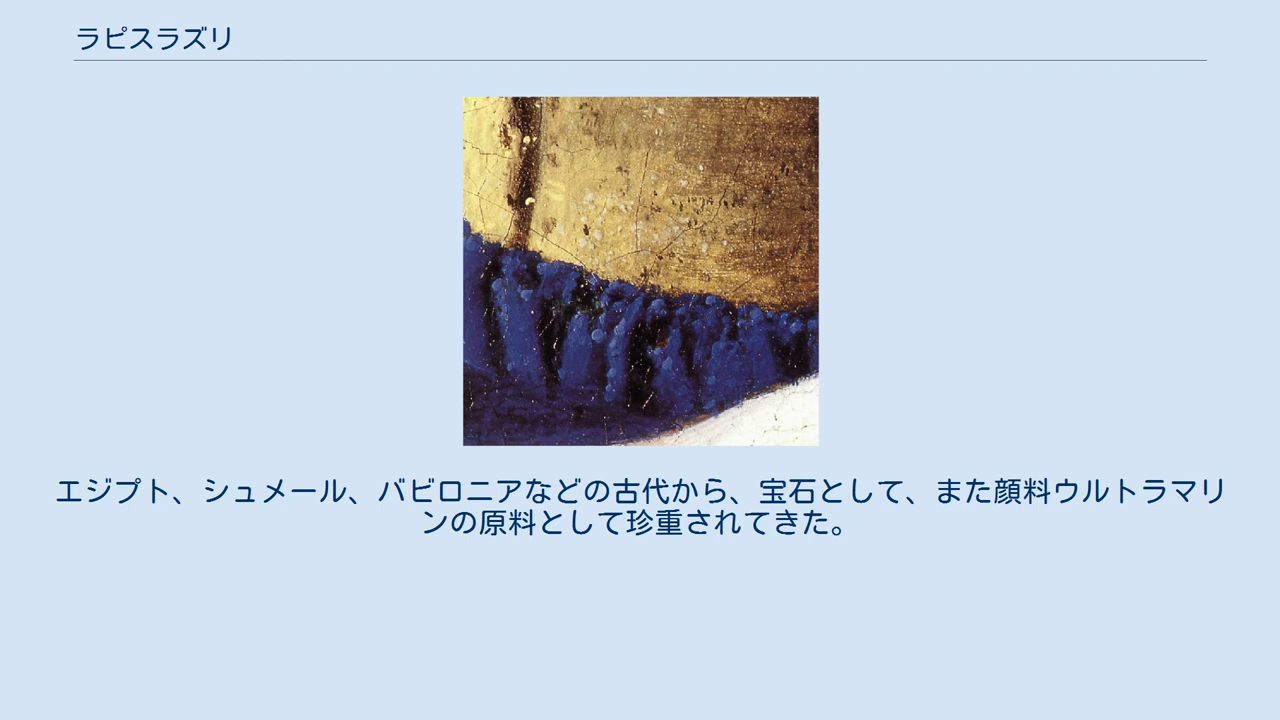 ラピスラズリ
エジプト、シュメール、バビロニアなどの古代から、宝石として、また顔料ウルトラマリ
ンの原料として珍重されてきた。